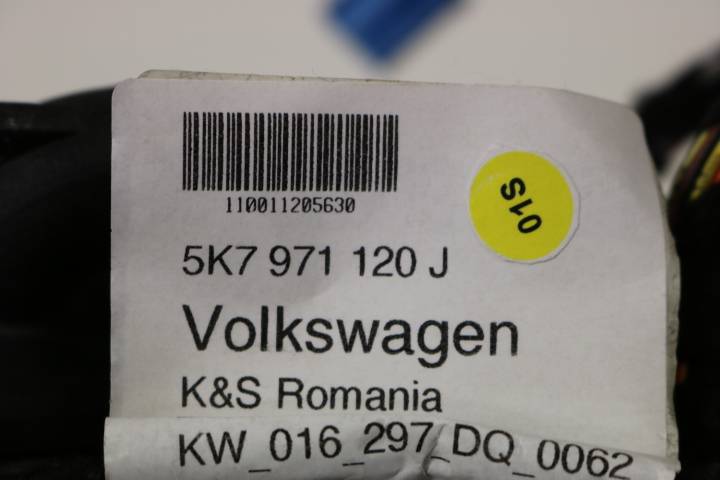 110011205630
01S
5K7 971 120 J
Volkswagen
K&S Romania
KW_016_297_DQ_0062